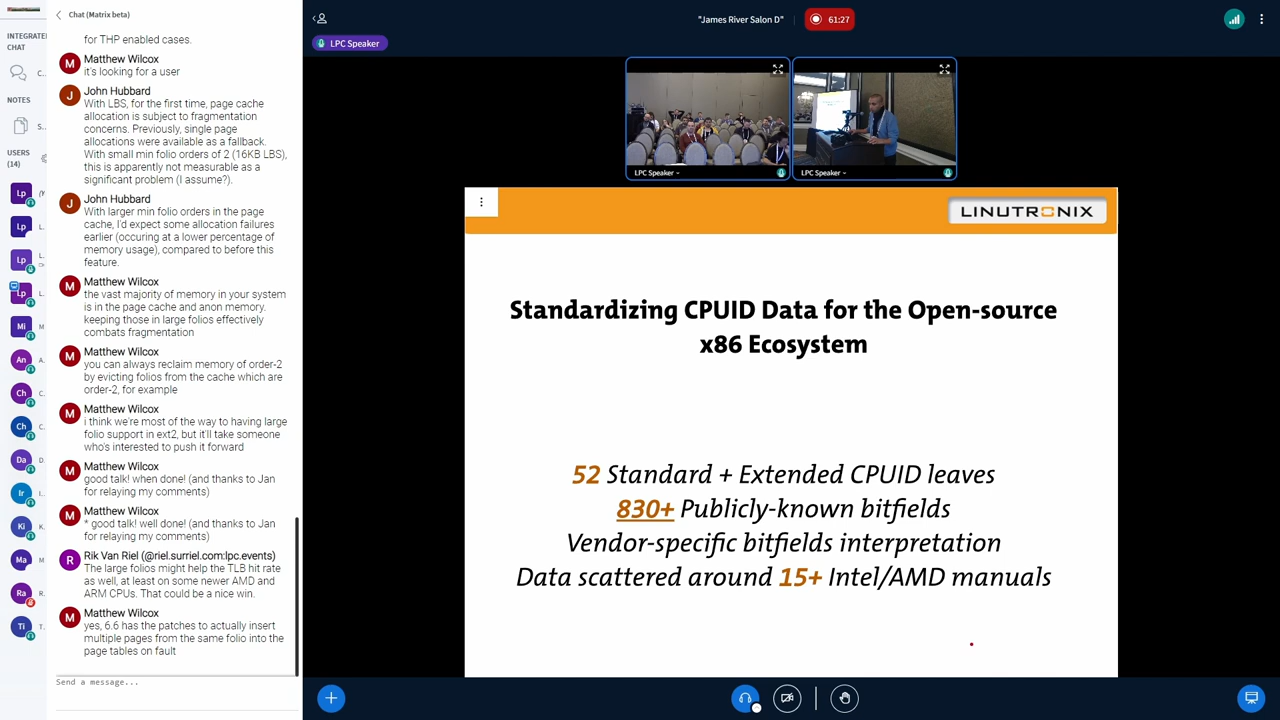 Chat (Matrix beta)
INTEGRATE
CHAT
C..
NOTES
S..
USERS
(14)
for THP enabled cases.
Matthew Wilcox
it's looking for a user
John Hubbard
With LBS, for the first time, page cache
allocation is subject to fragmentation
concerns. Previously, single page
allocations were available as a fallback.
With small min folio orders of 2 (16KB LBS),
this is apparently not measurable as a
significant problem (I assume?).
John Hubbard
With larger min folio orders in the page
cache, I'd expect some allocation failures
earlier (occuring at a lower percentage of
memory usage), compared to before this
feature.
Matthew Wilcox
the vast majority of memory in your system
is in the page cache and anon memory.
keeping those in large folios effectively
combats fragmentation
Matthew Wilcox
you can always reclaim memory of order-2
by evicting folios from the cache which are
order-2, for example
Matthew Wilcox
i think we're most of the way to having large
folio support in ext2, but it'll take someone
who's interested to push it forward
Matthew Wilcox
good talk! when done! (and thanks to Jan
for relaying my comments)
Matthew Wilcox
* good talk! well done! (and thanks to Jan
for relaying my comments)
Rik Van Riel (@riel.surriel.com:lpc.events)
The large folios might help the TLB hit rate
as well, at least on some newer AMD and
ARM CPUs. That could be a nice win.
Matthew Wilcox
yes, 6.6 has the patches to actually insert
multiple pages from the same folio into the
page tables on fault
Send a message...
Lp
Lp
Lp
Lp
Mi
An
Ch
Ch
Da
Ir
Ki
Ma
Ra
Ti
"James River Salon D"
61:27
LPC Speaker
LPC Speaker
LPC Speaker
LINUTRONIX
Standardizing CPUID Data for the Open-source
x86 Ecosystem
52 Standard + Extended CPUID leaves
830+ Publicly-known bitfields
Vendor-specific bitfields interpretation
Data scattered around 15+ Intel/AMD manuals